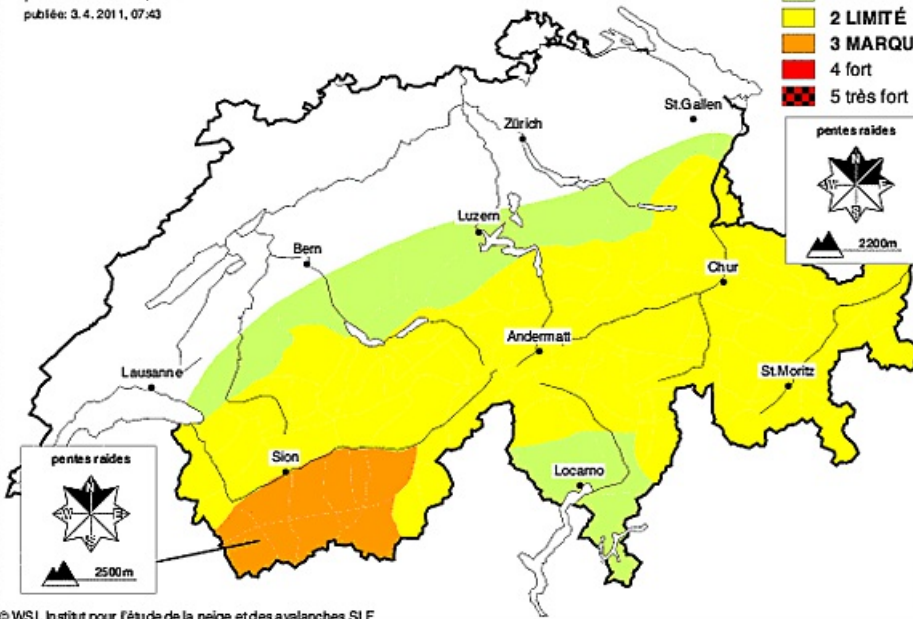 publiée: 3.4.2011, 07:43
2 LIMITÉ
3 MARQU
4 fort
5 très fort
St.Gallen
Zürich
pentes raides
N
W E
S
2200m
Luzern
Bern
Chur
Andermatt
Lausanne
St.Moritz
Sion
pentes raides
N
W E
S
2500m
Locarno
© WSL Institut pour l'étude de la neige et des avalanches SLF